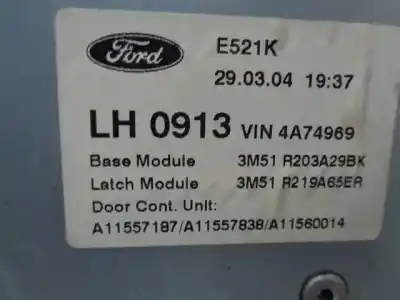 Ford
E521K
29.03.04 19:37
LH 0913 VIN 4A74969
Base Module 3M51 R203A29BK
Latch Module 3M51 R219A65ER
Door Cont. Unit:
A11557187/A11557838/A11560014